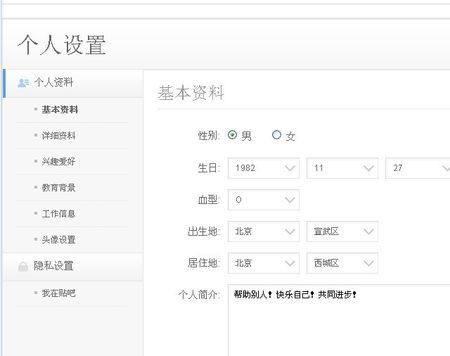 个人设置
个人资料
基本资料
详细资料
兴趣爱好
教育背景
工作信息
头像设置
隐私设置
我在贴吧
基本资料
性别: 男 女
生日: 1982 11 27
血型: O
出生地: 北京 宣武区
居住地: 北京 西城区
个人简介: 帮助别人! 快乐自己! 共同进步!